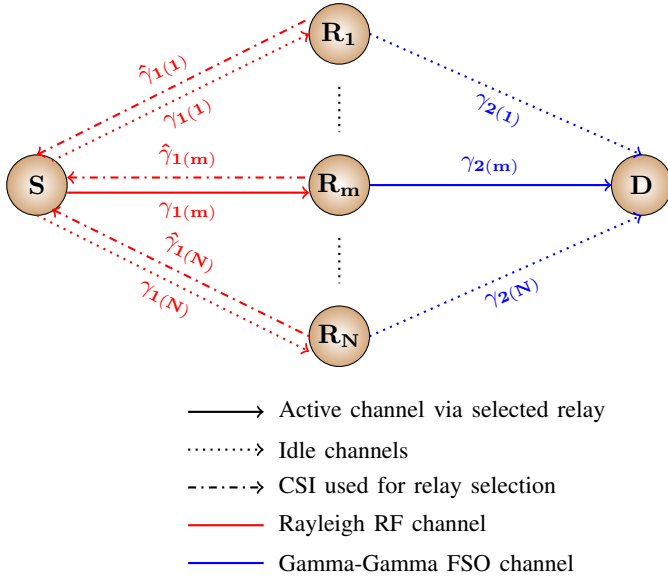 R₁
γ̂₁₍₁₎
γ₁₍₁₎
γ₂₍₁₎
γ̂₁₍ₘ₎
γ₂₍ₘ₎
S
Rₘ
D
γ₁₍ₘ₎
γ̂₁₍N₎
γ₁₍N₎
γ₂₍N₎
R_N
Active channel via selected relay
Idle channels
CSI used for relay selection
Rayleigh RF channel
Gamma-Gamma FSO channel